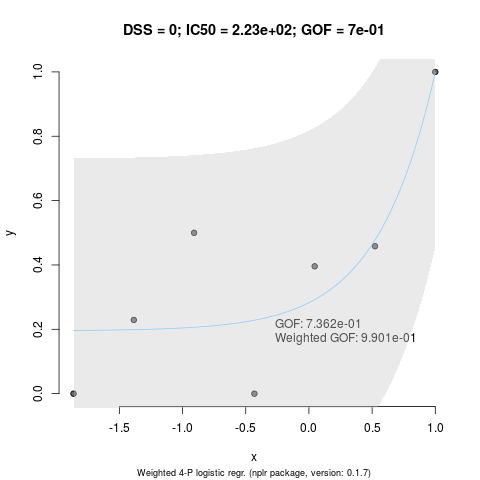 DSS = 0; IC50 = 2.23e+02; GOF = 7e-01
1.0
0.8
0.6
0.4
0.2
0.0
y
GOF: 7.362e-01
Weighted GOF: 9.901e-01
-1.5 -1.0 -0.5 0.0 0.5 1.0
x
Weighted 4-P logistic regr. (nplr package, version: 0.1.7)